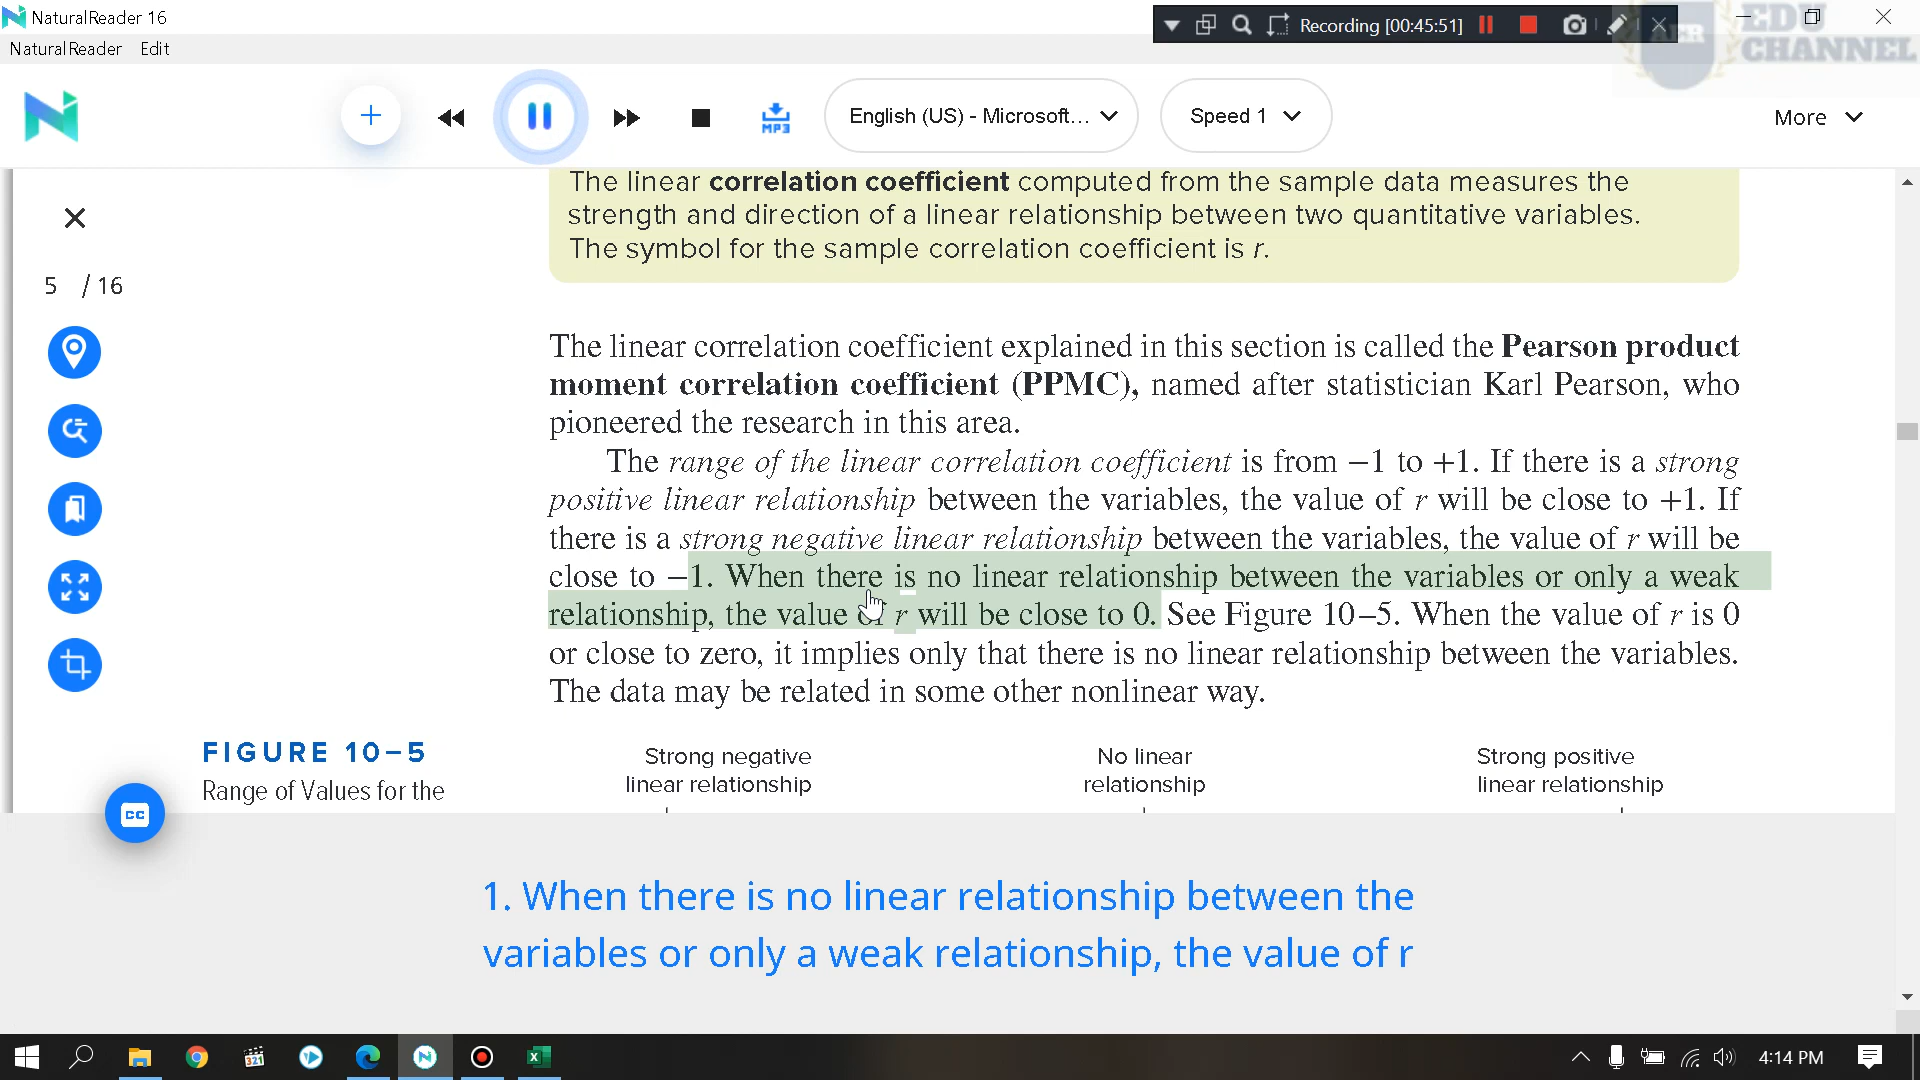 NaturalReader 16
Recording [00:45:51]
AER
EDU
CHANNEL
NaturalReader Edit
MP3
English (US) - Microsoft...
Speed 1
More
The linear correlation coefficient computed from the sample data measures the
strength and direction of a linear relationship between two quantitative variables.
The symbol for the sample correlation coefficient is r.
5 / 16
The linear correlation coefficient explained in this section is called the Pearson product
moment correlation coefficient (PPMC), named after statistician Karl Pearson, who
pioneered the research in this area.
The range of the linear correlation coefficient is from −1 to +1. If there is a strong
positive linear relationship between the variables, the value of r will be close to +1. If
there is a strong negative linear relationship between the variables, the value of r will be
close to −1. When there is no linear relationship between the variables or only a weak
relationship, the value of r will be close to 0. See Figure 10–5. When the value of r is 0
or close to zero, it implies only that there is no linear relationship between the variables.
The data may be related in some other nonlinear way.
FIGURE 10–5
Range of Values for the
Strong negative
linear relationship
No linear
relationship
Strong positive
linear relationship
CC
1. When there is no linear relationship between the
variables or only a weak relationship, the value of r
321
4:14 PM